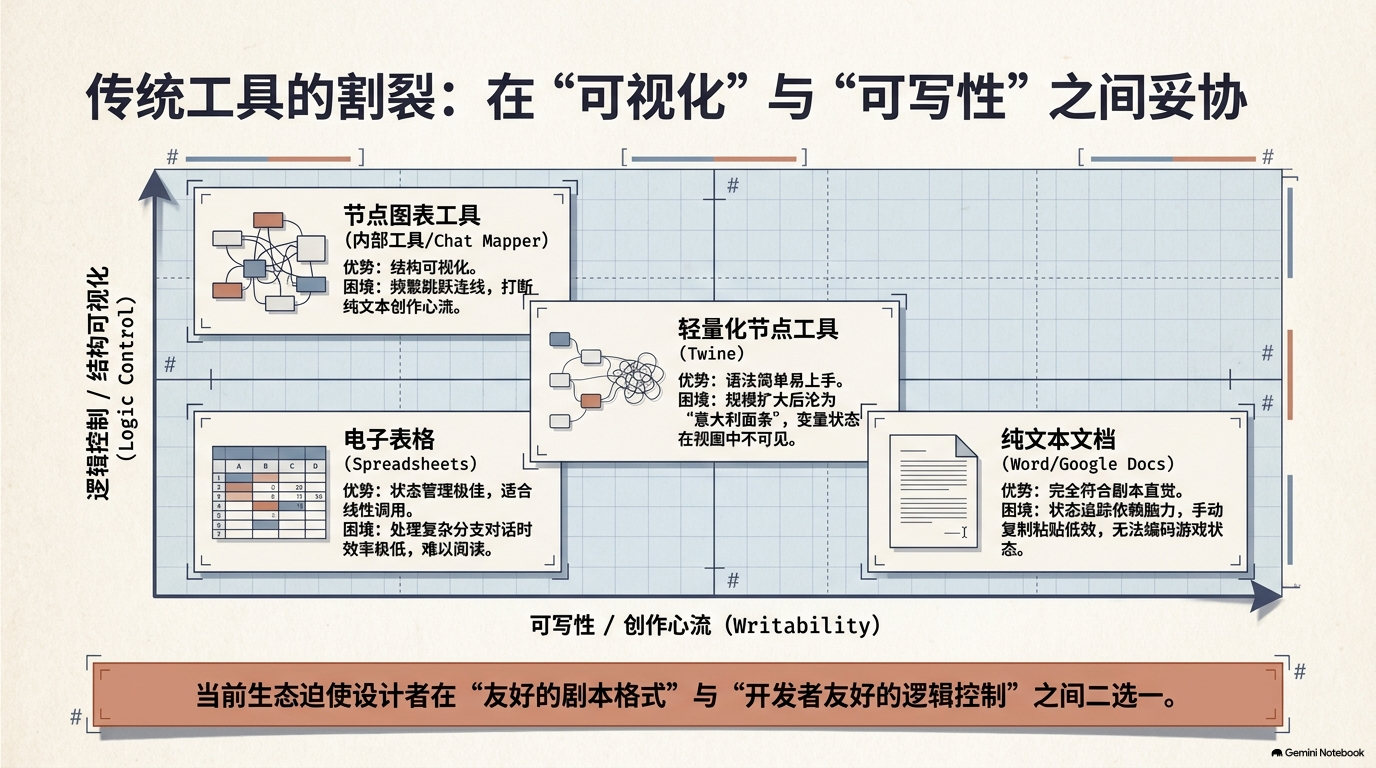 传统工具的割裂：在“可视化”与“可写性”之间妥协
# ]
[ ]
[ #
#
节点图表工具
(内部工具/Chat Mapper)
优势：结构可视化。
困境：频繁跳跃连线，打断
纯文本创作心流。
逻辑控制 / 结构可视化
(Logic Control)
轻量化节点工具
(Twine)
优势：语法简单易上手。
困境：规模扩大后沦为
“意大利面条”，变量状态
在视图中不可见。
#
#
#
电子表格
(Spreadsheets)
优势：状态管理极佳，适合
线性调用。
困境：处理复杂分支对话时
效率极低，难以阅读。
A B C D
纯文本文档
(Word/Google Docs)
优势：完全符合剧本直觉。
困境：状态追踪依赖脑力，手动
复制粘贴低效，无法编码游戏状
态。
#
可写性 / 创作心流 (Writability)
当前生态迫使设计者在“友好的剧本格式”与“开发者友好的逻辑控制”之间二选一。
#
#
Gemini Notebook